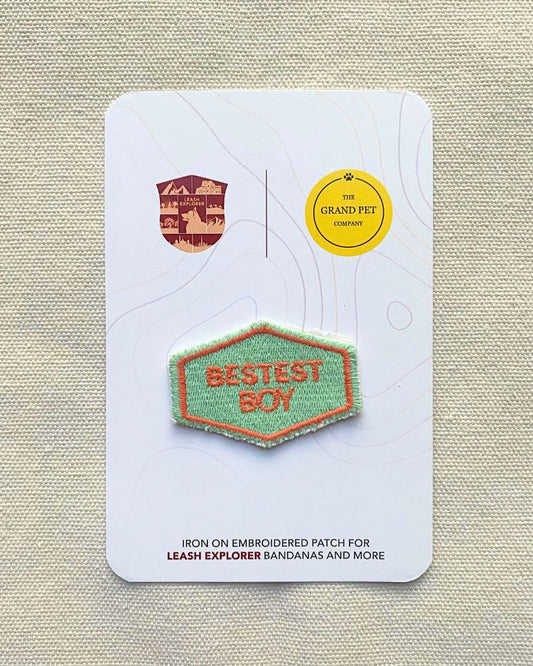 LEASH
EXPLORER
THE
GRAND PET
COMPANY
BESTEST
BOY
IRON ON EMBROIDERED PATCH FOR
LEASH EXPLORER BANDANAS AND MORE